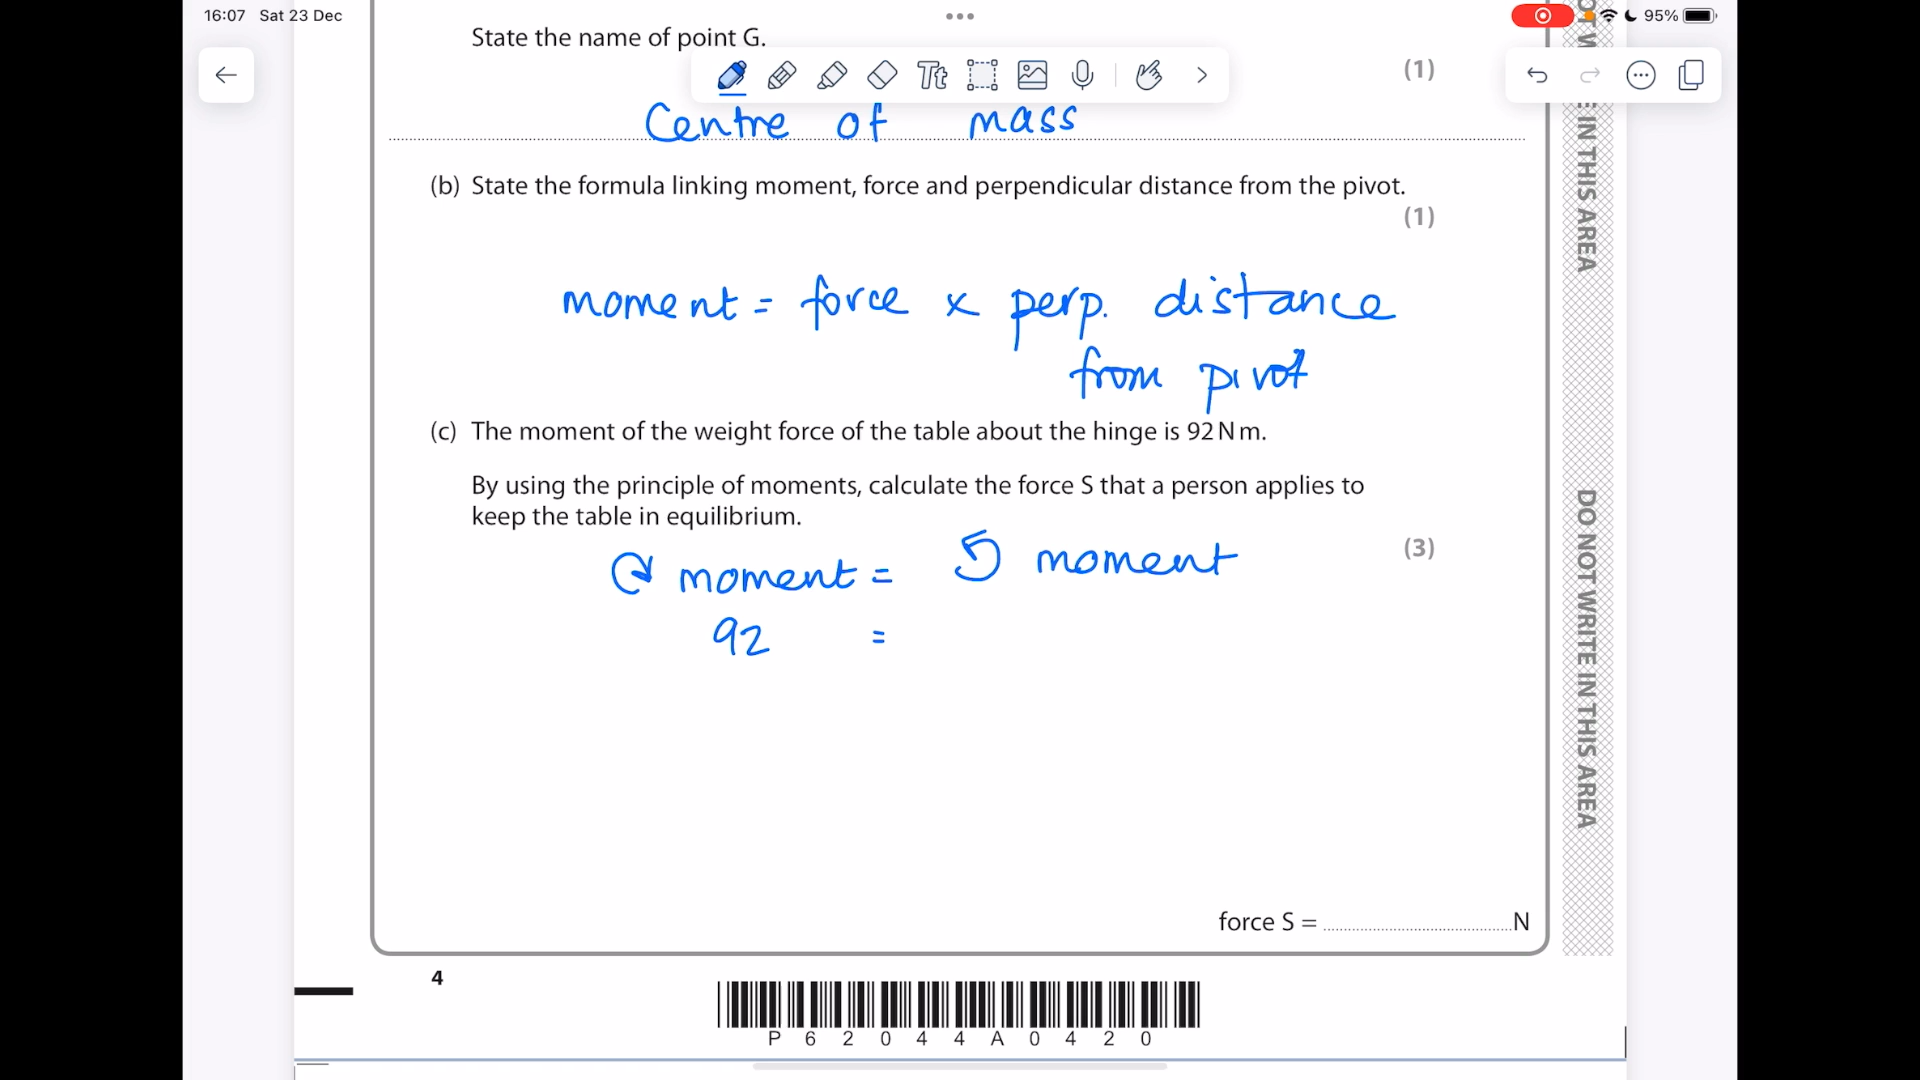 16:07 Sat 23 Dec
95%
State the name of point G.
(1)
Tt
Centre of mass
(b) State the formula linking moment, force and perpendicular distance from the pivot.
(1)
moment = force x perp. distance
from pivot
(c) The moment of the weight force of the table about the hinge is 92 N m.
By using the principle of moments, calculate the force S that a person applies to
keep the table in equilibrium.
(3)
↻ moment = ↺ moment
92 =
force S = ............................................ N
4
P 6 2 0 4 4 A 0 4 2 0
IN THIS AREA
DO NOT WRITE IN THIS AREA